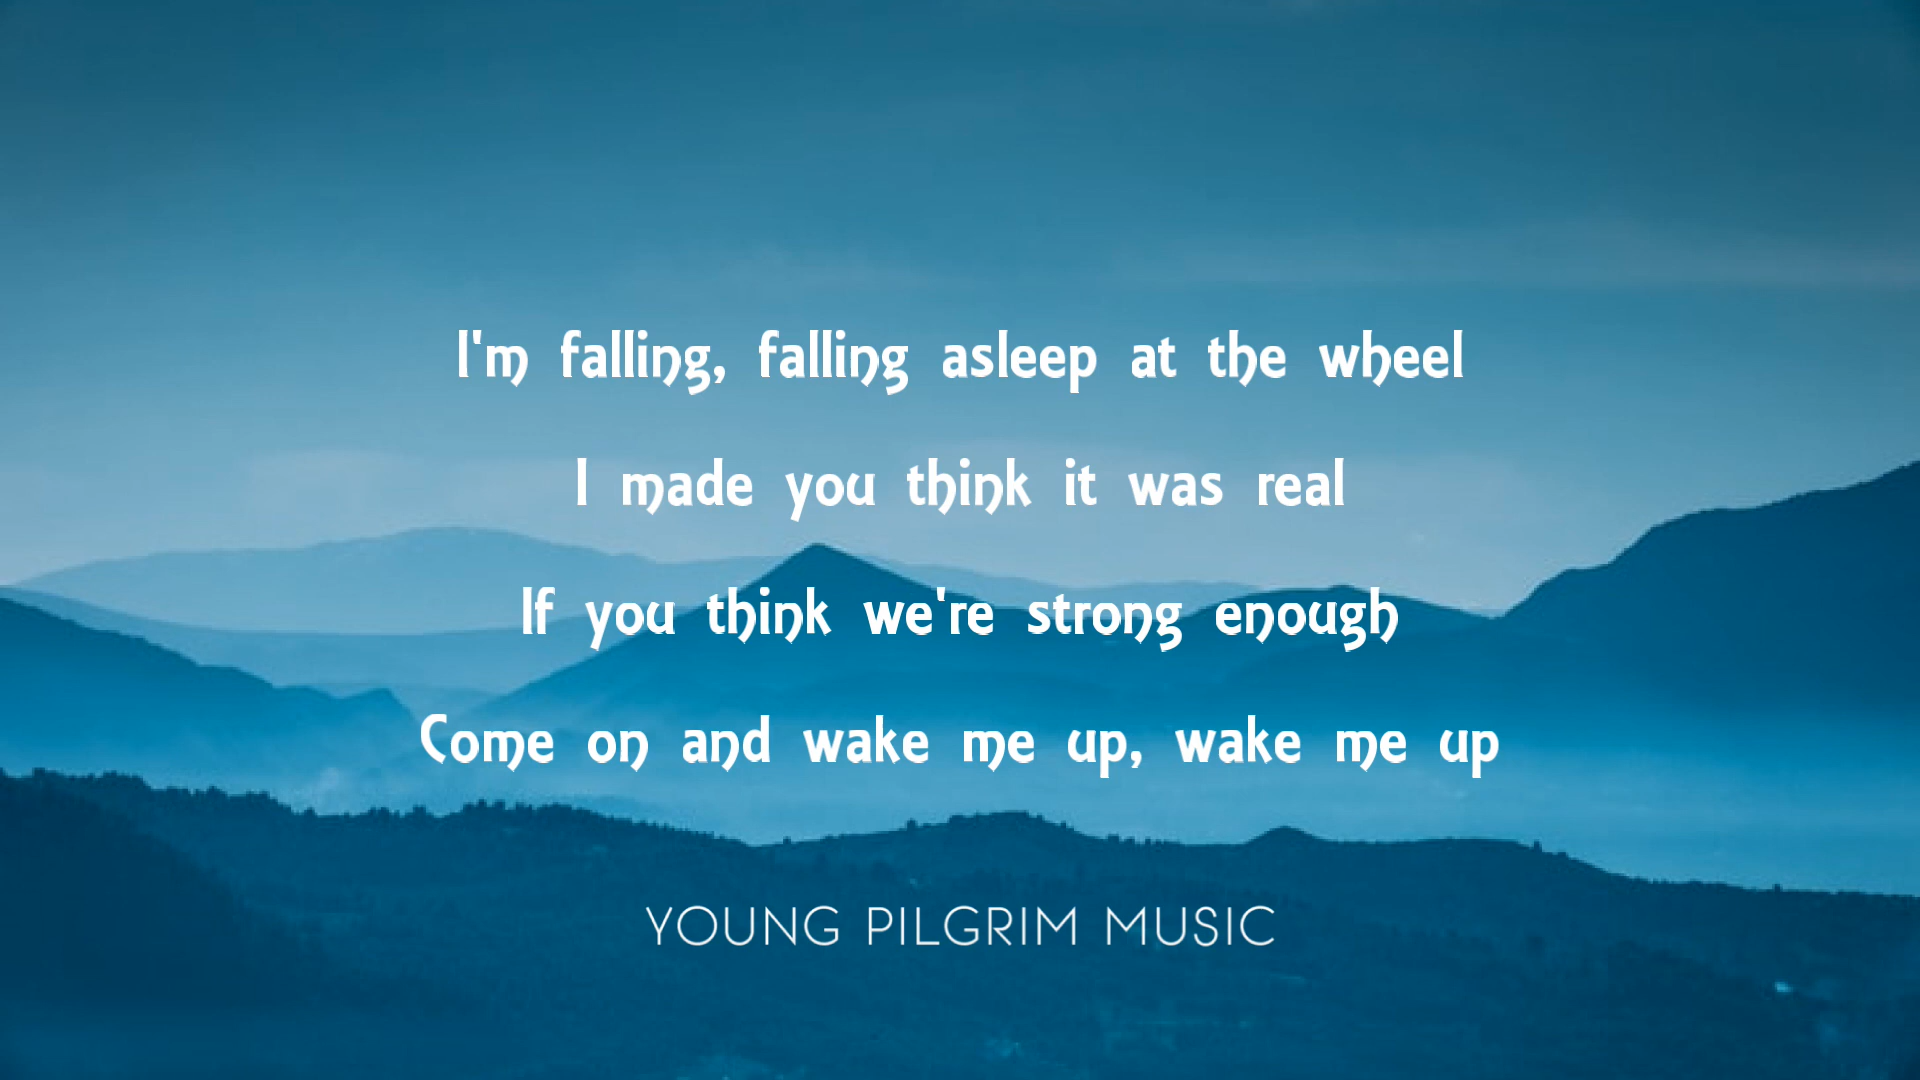 I'm falling, falling asleep at the wheel
I made you think it was real
If you think we're strong enough
Come on and wake me up, wake me up
YOUNG PILGRIM MUSIC